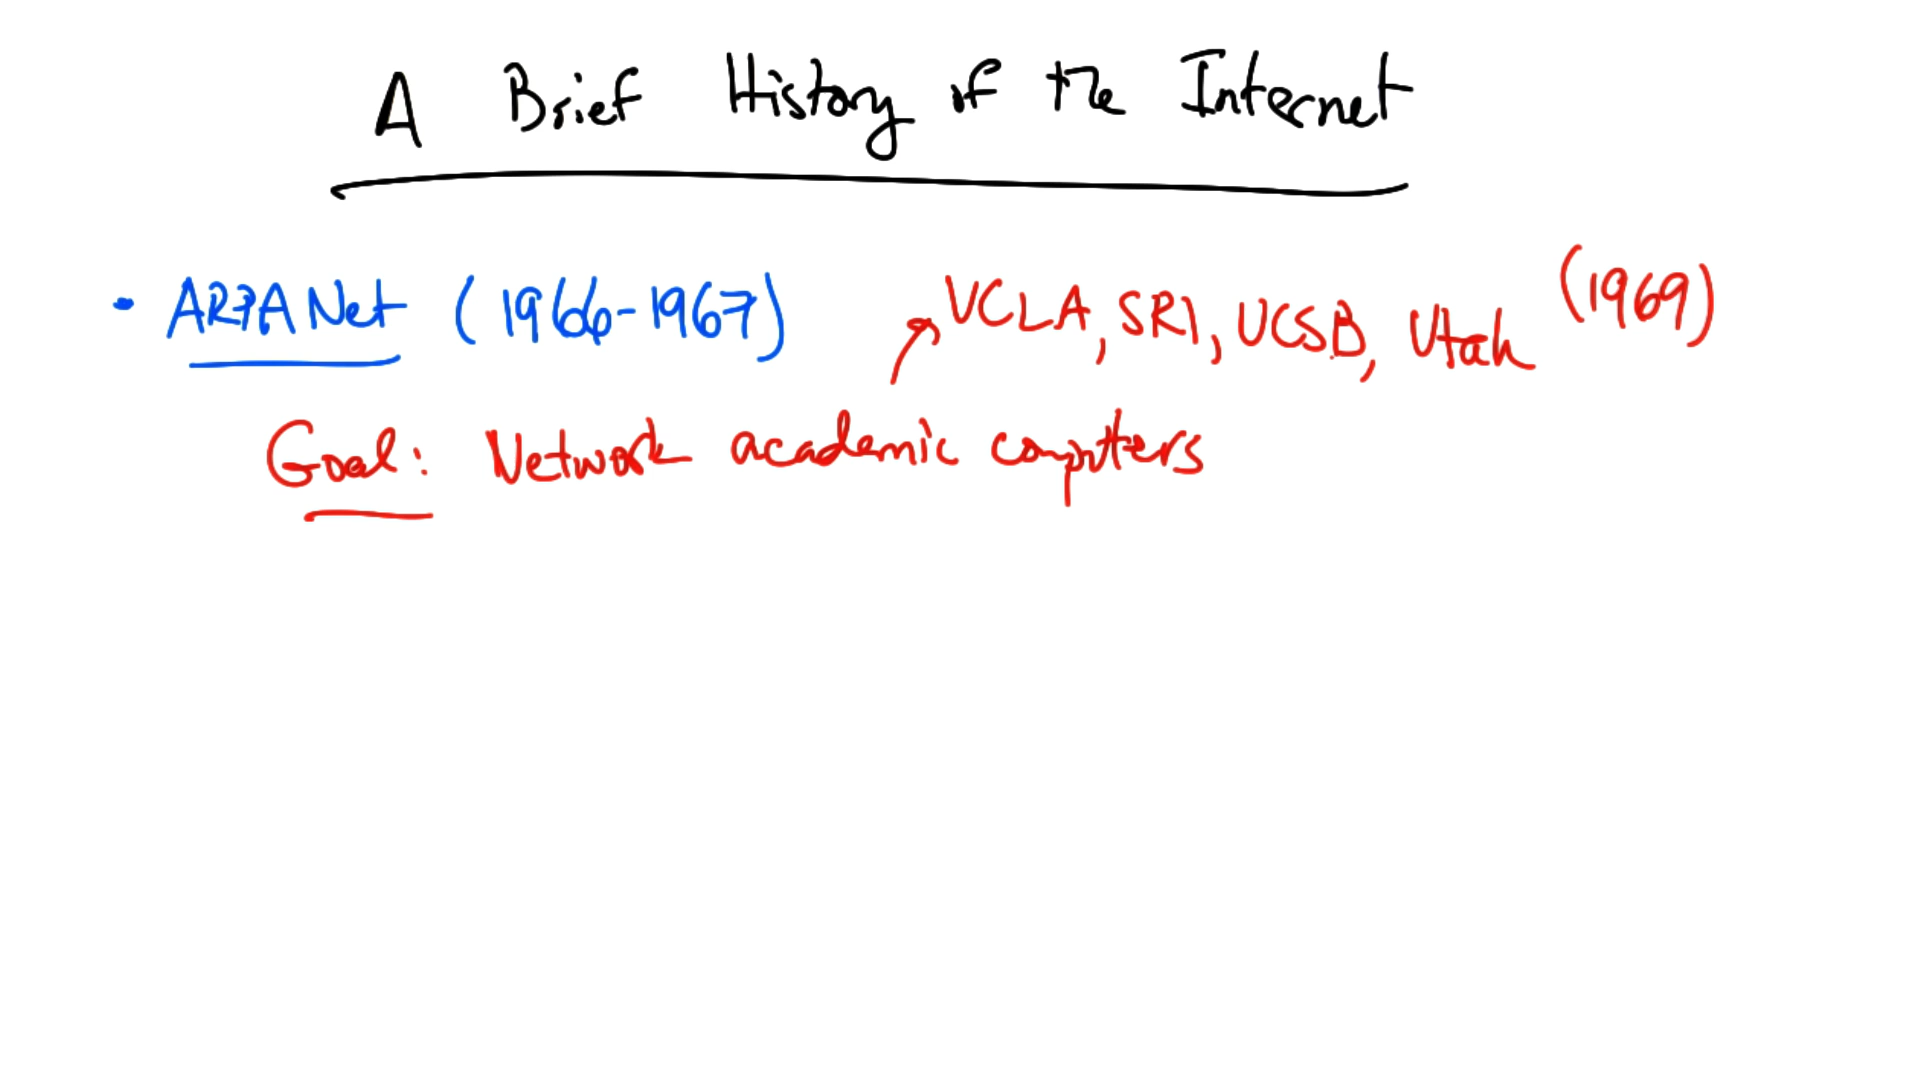 A Brief History of the Internet
• ARPANet (1966-1967)
UCLA, SRI, UCSB, Utah (1969)
Goal: Network academic computers